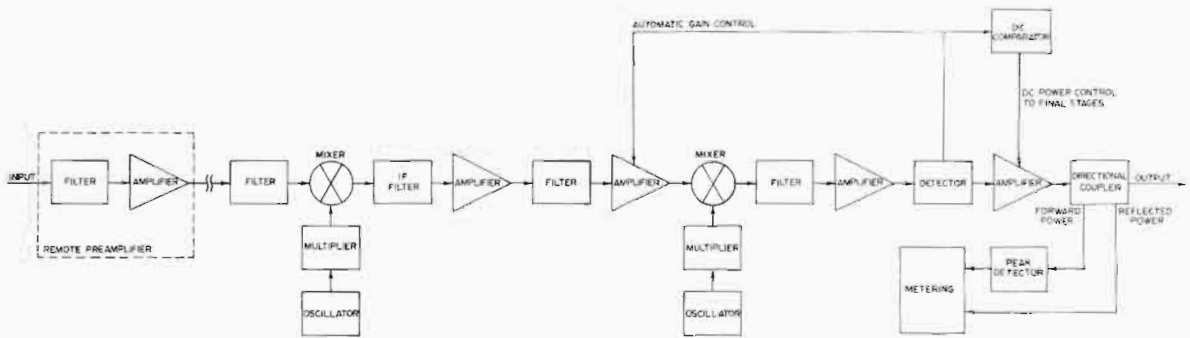 AUTOMATIC GAIN CONTROL
DC
COMPARATOR
DC POWER CONTROL
TO FINAL STAGES
INPUT
FILTER
AMPLIFIER
REMOTE PREAMPLIFIER
FILTER
MIXER
MULTIPLIER
OSCILLATOR
IF
FILTER
AMPLIFIER
FILTER
AMPLIFIER
MIXER
MULTIPLIER
OSCILLATOR
FILTER
AMPLIFIER
DETECTOR
AMPLIFIER
DIRECTIONAL
COUPLER
OUTPUT
FORWARD
POWER
REFLECTED
POWER
PEAK
DETECTOR
METERING